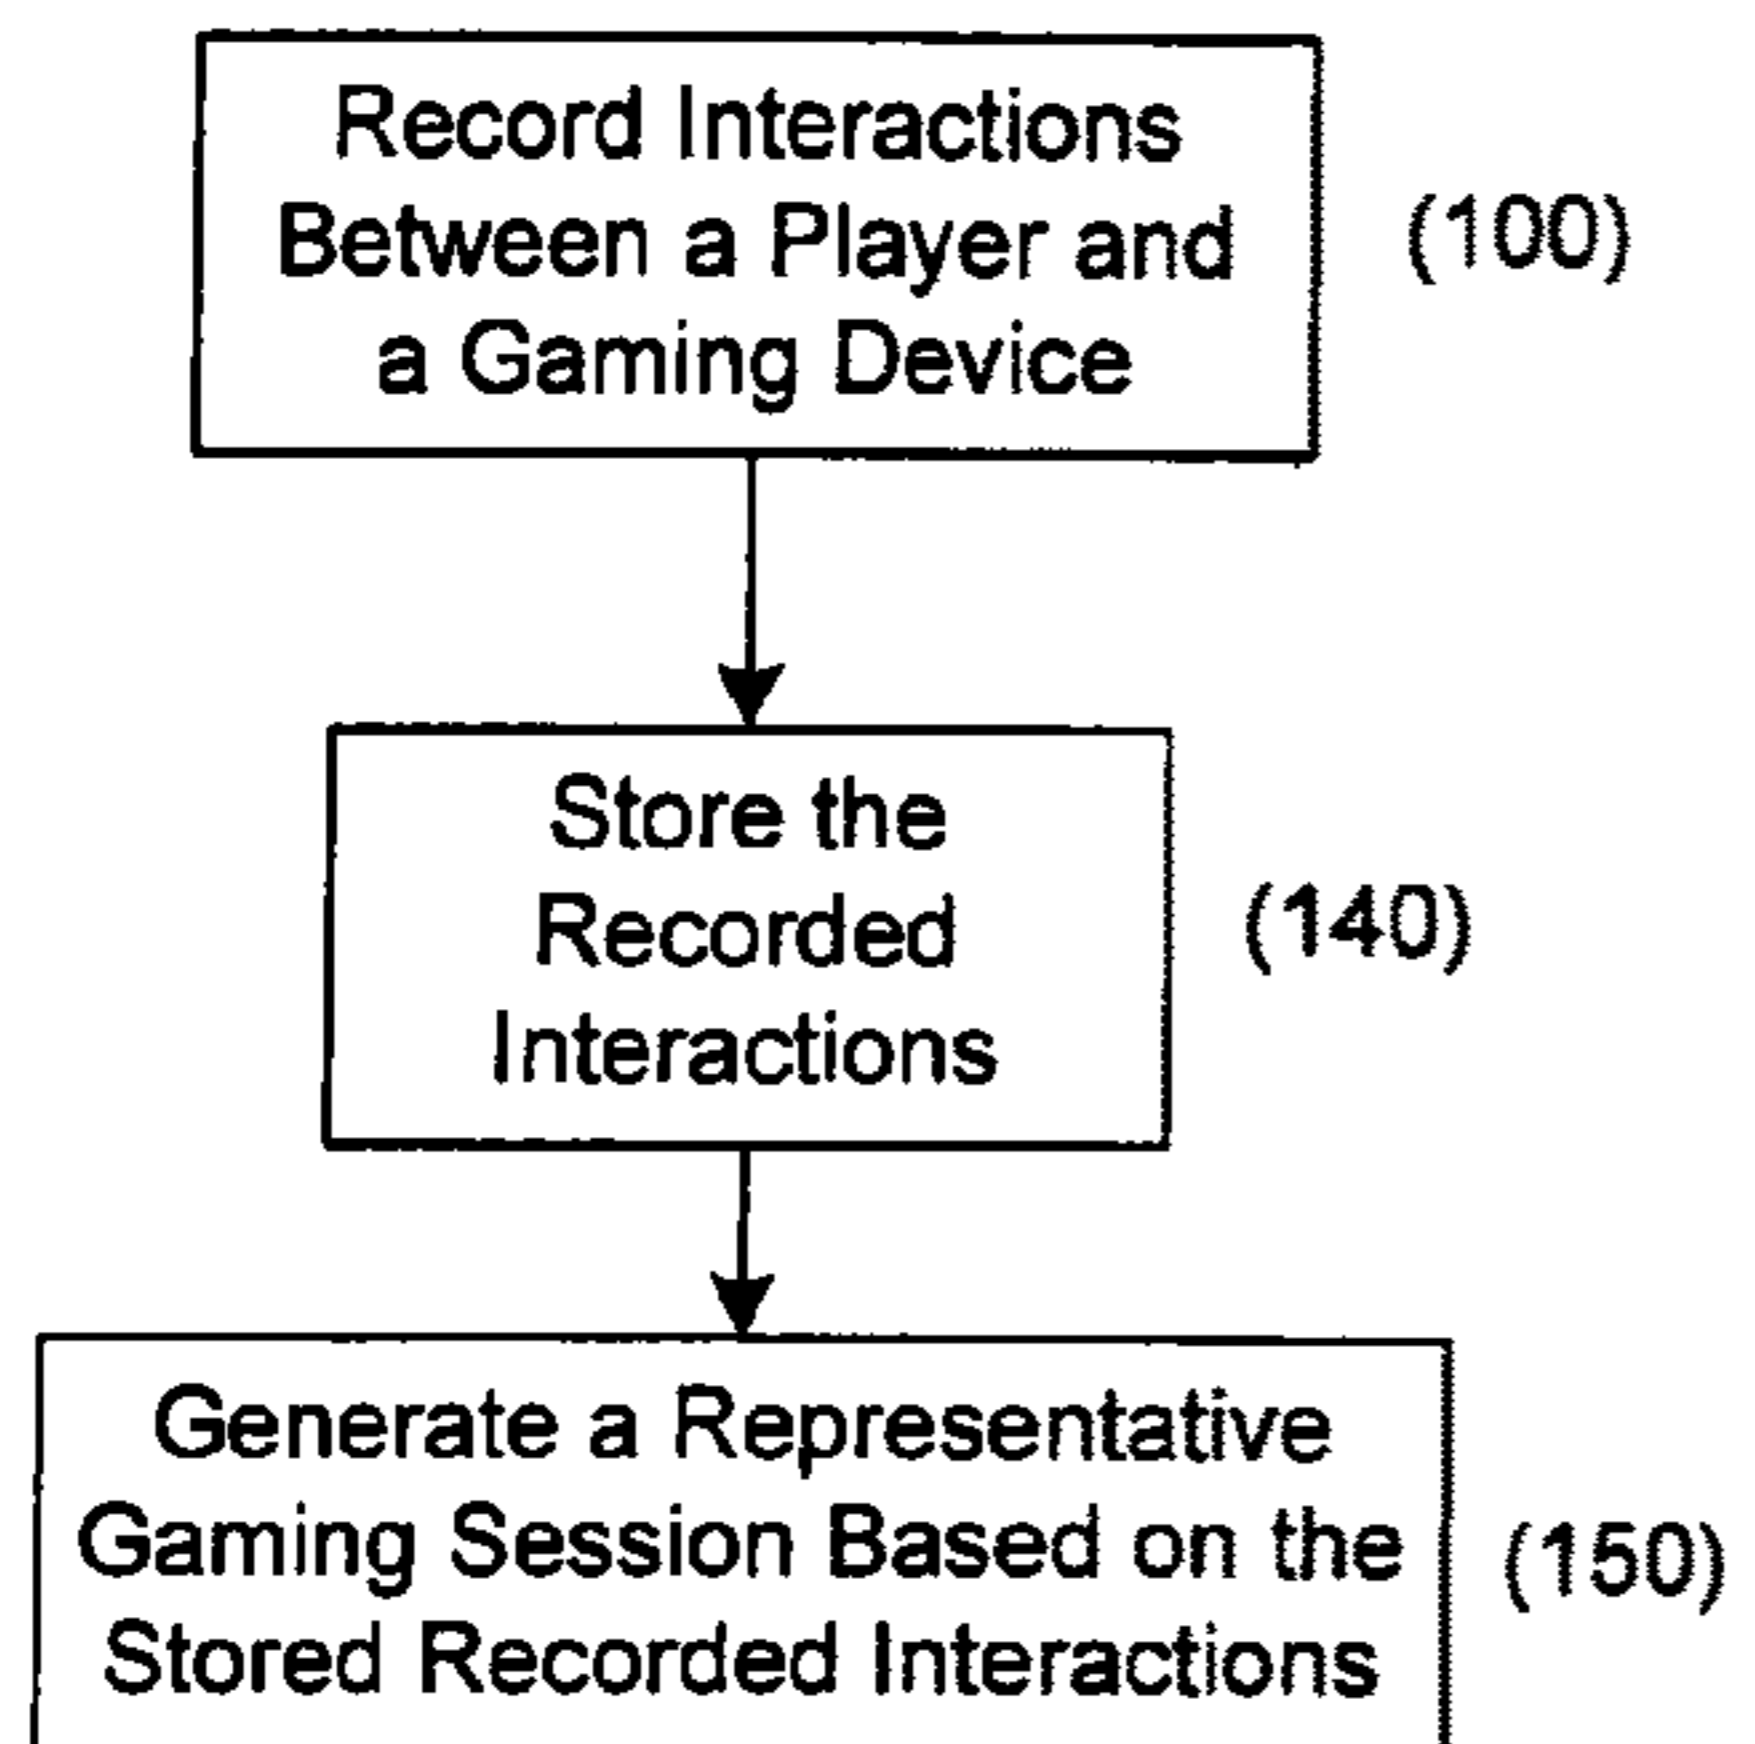 Record Interactions
Between a Player and
a Gaming Device
(100)
Store the
Recorded
Interactions
(140)
Generate a Representative
Gaming Session Based on the
Stored Recorded Interactions
(150)